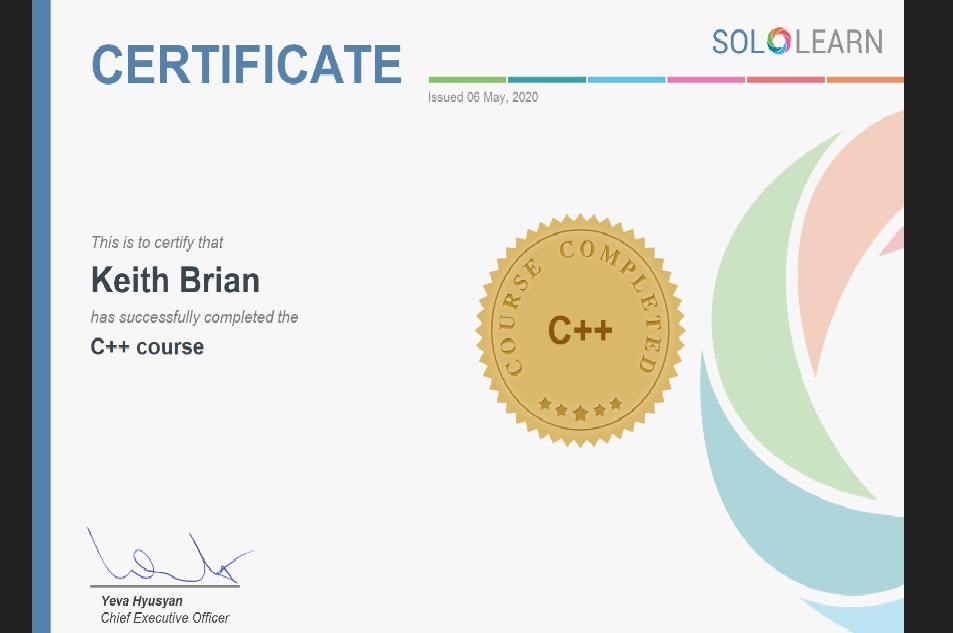 CERTIFICATE
SOLOLEARN
Issued 06 May, 2020
This is to certify that
Keith Brian
has successfully completed the
C++ course
COURSE COMPLETED
C++
Yeva Hyusyan
Chief Executive Officer